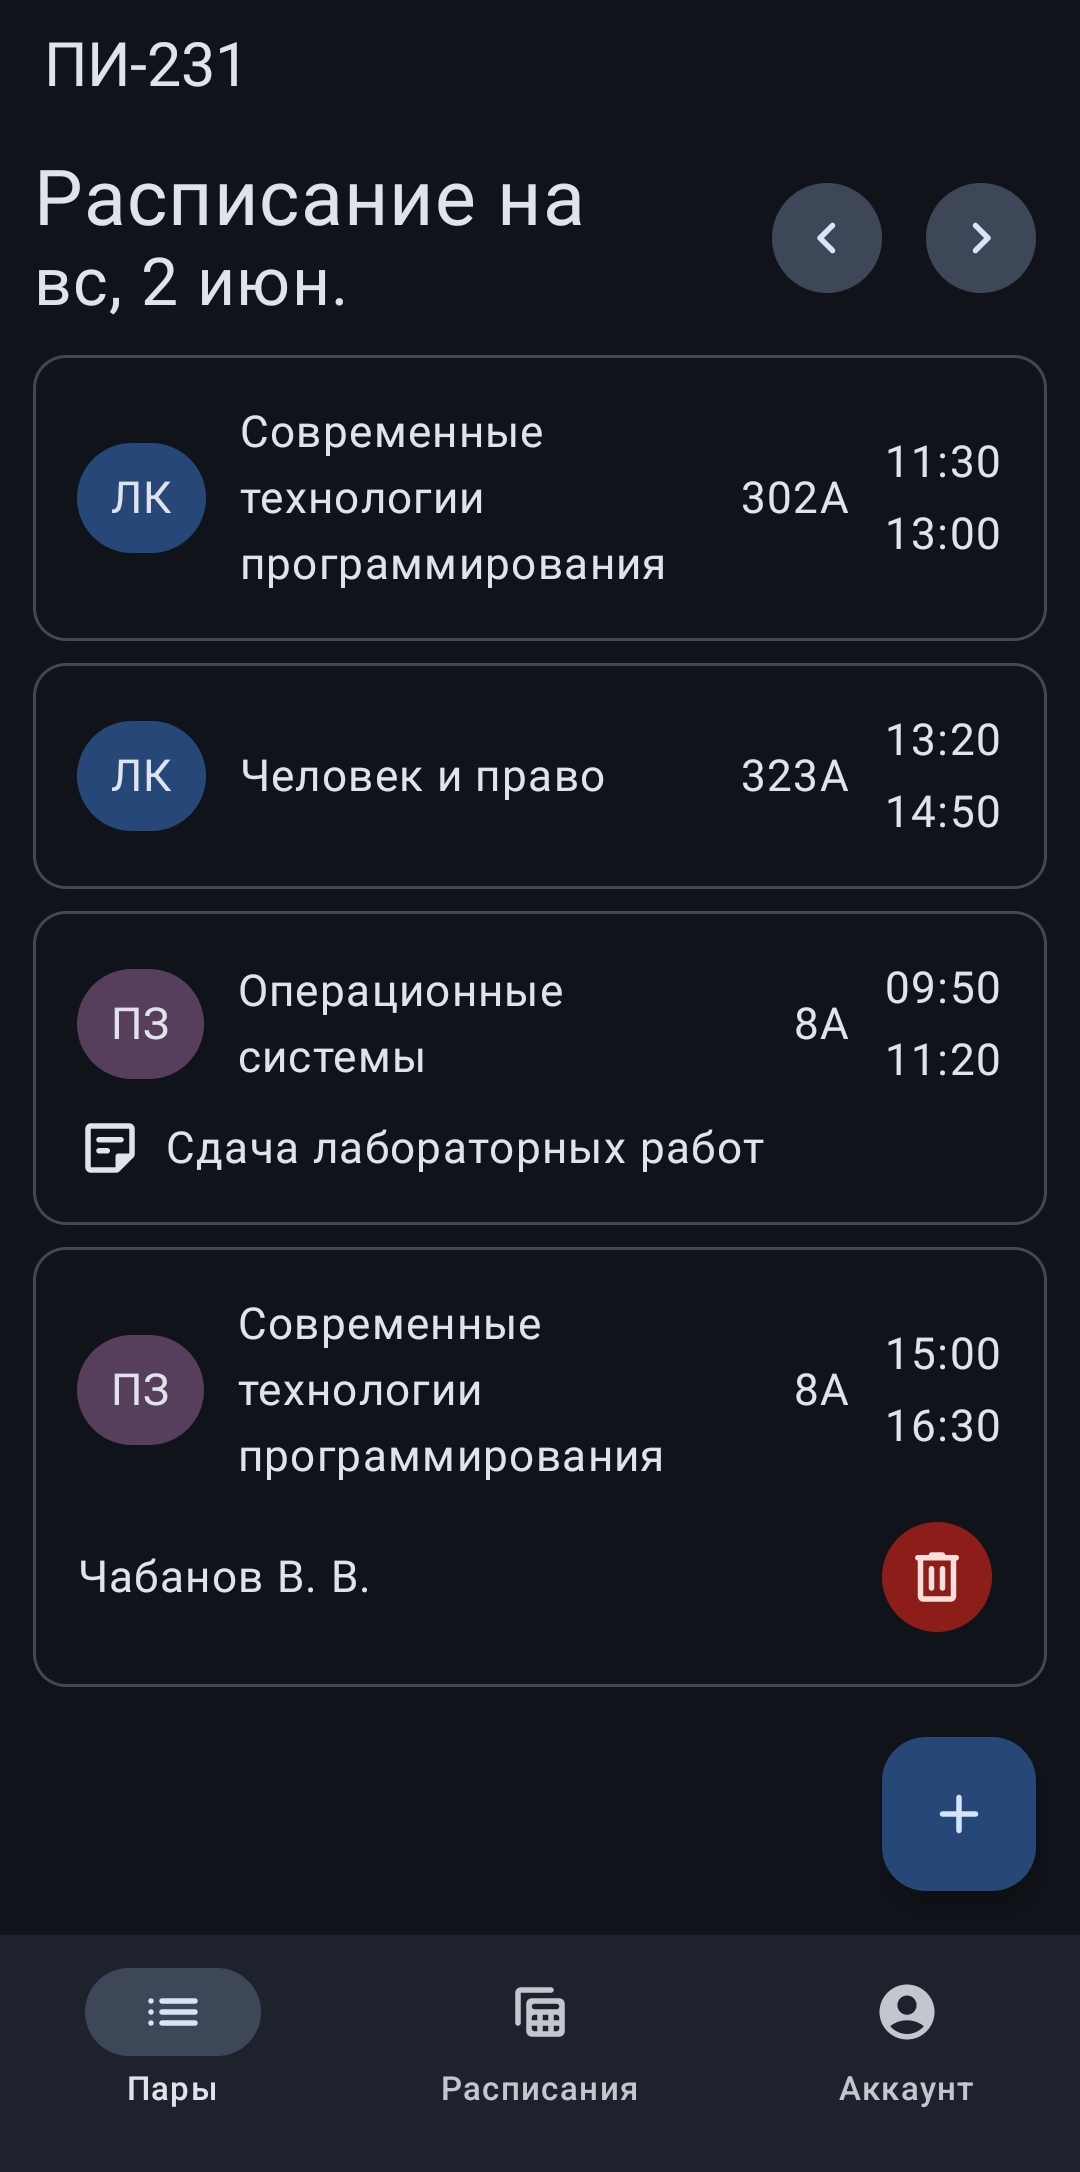 ПИ-231
Расписание на
вс, 2 июн.
ЛК
Современные
технологии
программирования
302А
11:30
13:00
ЛК
Человек и право
323А
13:20
14:50
ПЗ
Операционные
системы
8А
09:50
11:20
Сдача лабораторных работ
ПЗ
Современные
технологии
программирования
8А
15:00
16:30
Чабанов В. В.
Пары
Расписания
Аккаунт